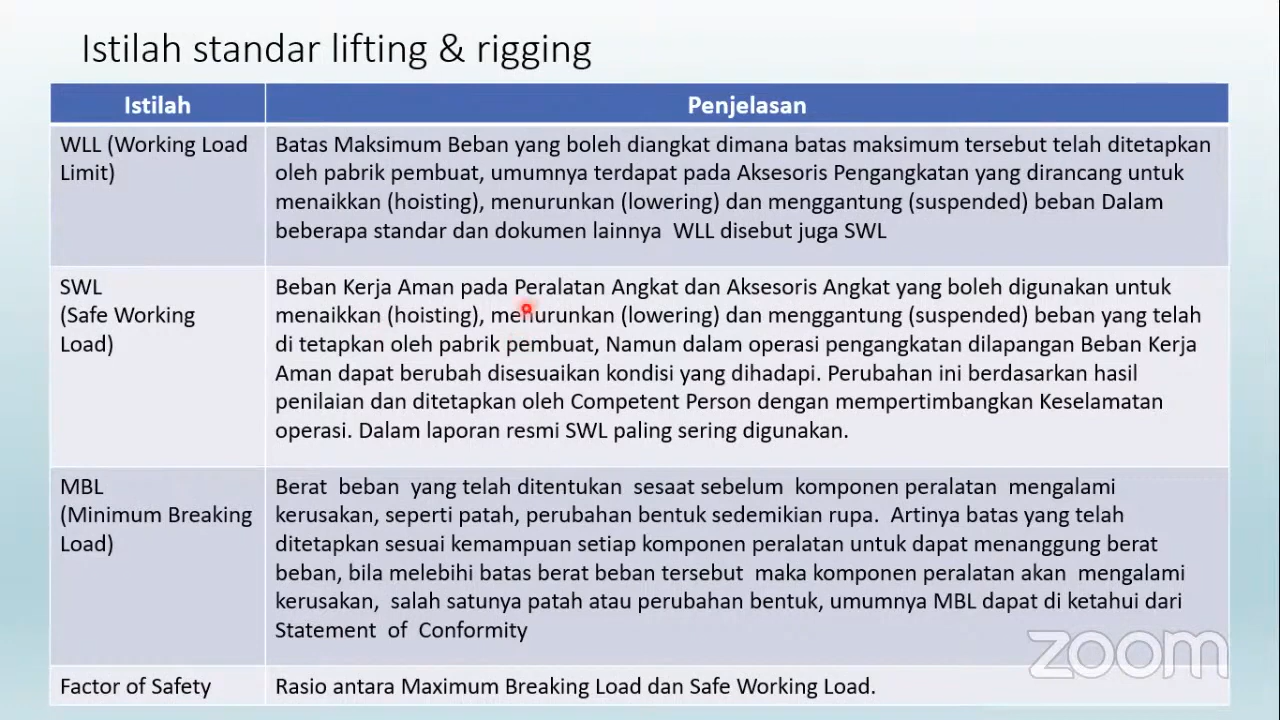 Istilah standar lifting & rigging
Istilah
Penjelasan
WLL (Working Load
Limit)
Batas Maksimum Beban yang boleh diangkat dimana batas maksimum tersebut telah ditetapkan
oleh pabrik pembuat, umumnya terdapat pada Aksesoris Pengangkatan yang dirancang untuk
menaikkan (hoisting), menurunkan (lowering) dan menggantung (suspended) beban Dalam
beberapa standar dan dokumen lainnya WLL disebut juga SWL
SWL
(Safe Working
Load)
Beban Kerja Aman pada Peralatan Angkat dan Aksesoris Angkat yang boleh digunakan untuk
menaikkan (hoisting), menurunkan (lowering) dan menggantung (suspended) beban yang telah
di tetapkan oleh pabrik pembuat, Namun dalam operasi pengangkatan dilapangan Beban Kerja
Aman dapat berubah disesuaikan kondisi yang dihadapi. Perubahan ini berdasarkan hasil
penilaian dan ditetapkan oleh Competent Person dengan mempertimbangkan Keselamatan
operasi. Dalam laporan resmi SWL paling sering digunakan.
MBL
(Minimum Breaking
Load)
Berat beban yang telah ditentukan sesaat sebelum komponen peralatan mengalami
kerusakan, seperti patah, perubahan bentuk sedemikian rupa. Artinya batas yang telah
ditetapkan sesuai kemampuan setiap komponen peralatan untuk dapat menanggung berat
beban, bila melebihi batas berat beban tersebut maka komponen peralatan akan mengalami
kerusakan, salah satunya patah atau perubahan bentuk, umumnya MBL dapat di ketahui dari
Statement of Conformity
Factor of Safety
Rasio antara Maximum Breaking Load dan Safe Working Load.
zoom